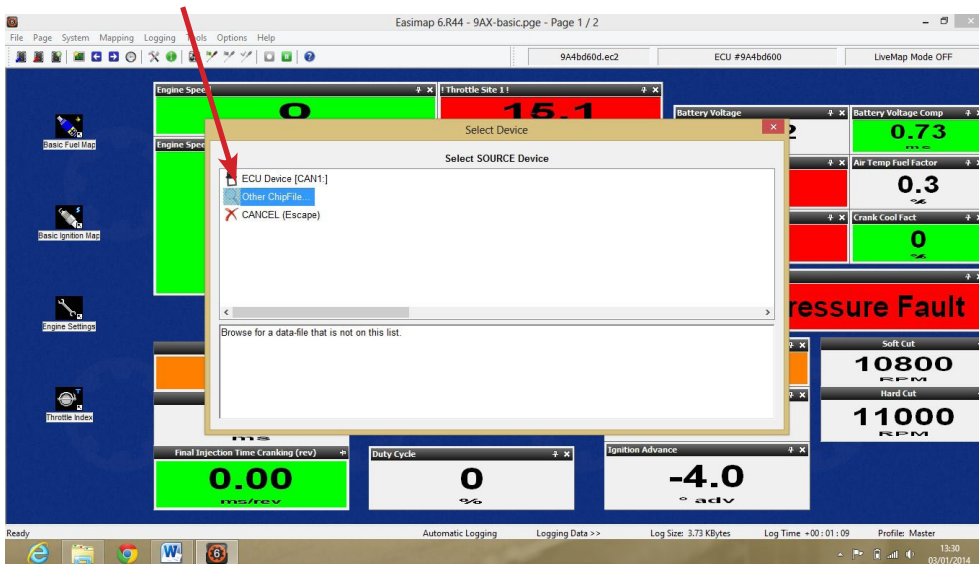 Easimap 6.R44 - 9AX-basic.pge - Page 1 / 2
File Page System Mapping Logging Tools Options Help
9A4bd60d.ec2 ECU #9A4bd600 LiveMap Mode OFF
Engine Speed ! Throttle Site 1 !
0 15.1
Battery Voltage Battery Voltage Comp
0.73
ms
Basic Fuel Map
Select Device
Select SOURCE Device
ECU Device [CAN1:]
Other ChipFile...
CANCEL (Escape)
Browse for a data-file that is not on this list.
Air Temp Fuel Factor
0.3
%
Basic Ignition Map
Crank Cool Fact
0
%
Engine Settings
ressure Fault
Soft Cut
10800
RPM
Throttle Index
Hard Cut
11000
RPM
ms
Final Injection Time Cranking (rev) Duty Cycle Ignition Advance
0.00 0 -4.0
ms/rev % ° adv
Ready Automatic Logging Logging Data >> Log Size: 3.73 KBytes Log Time +00:01:09 Profile: Master
13:30
03/01/2014